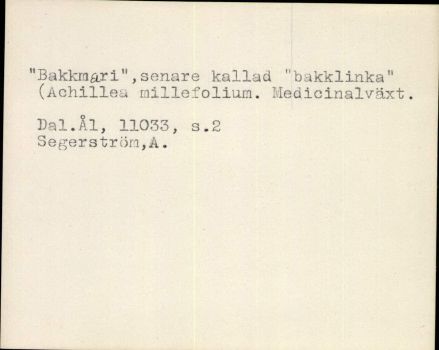 "Bakkmari", senare kallad "bakklinka"
(Achillea millefolium. Medicinalväxt.
Dal.Ål, 11033, s.2
Segerström,A.